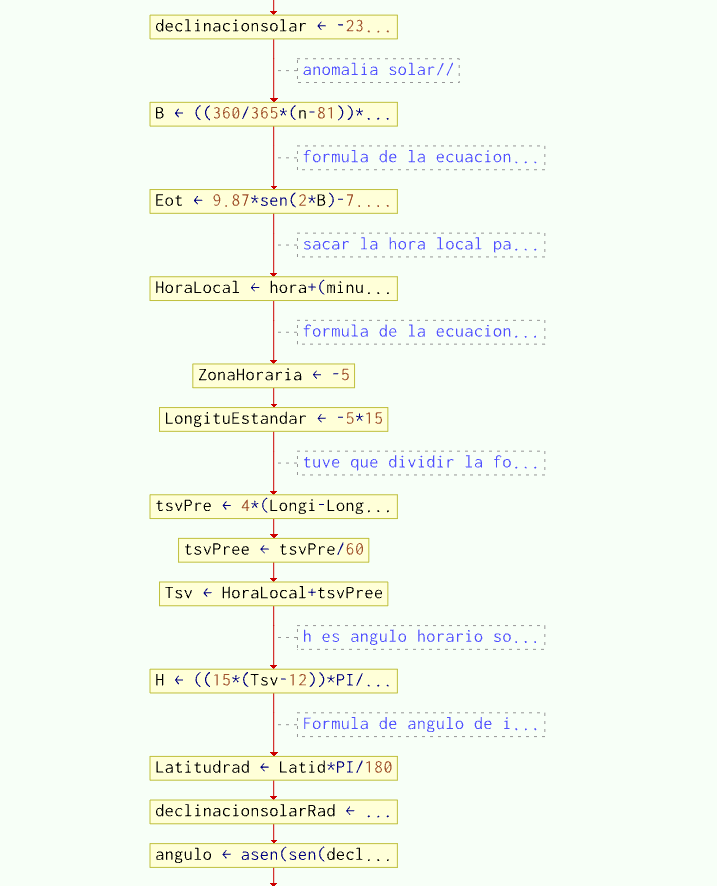 declinacionsolar ← -23...
anomalia solar//
B ← ((360/365*(n-81))*...
formula de la ecuacion...
Eot ← 9.87*sen(2*B)-7....
sacar la hora local pa...
HoraLocal ← hora+(minu...
formula de la ecuacion...
ZonaHoraria ← -5
LongituEstandar ← -5*15
tuve que dividir la fo...
tsvPre ← 4*(Longi-Long...
tsvPree ← tsvPre/60
Tsv ← HoraLocal+tsvPree
h es angulo horario so...
H ← ((15*(Tsv-12))*PI/...
Formula de angulo de i...
Latitudrad ← Latid*PI/180
declinacionsolarRad ← ...
angulo ← asen(sen(decl...